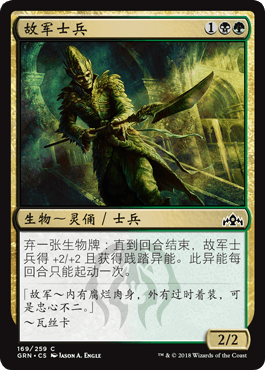 故军士兵
1
生物～灵俑／士兵
弃一张生物牌：直到回合结束，故军士
兵得+2/+2且获得践踏异能。此异能每
回合只能起动一次。
「故军～内有腐烂肉身，外有过时着装，可
是忠心不二。」
～瓦丝卡
2/2
169/259 C
GRN • CS JASON A. ENGLE
™ & © 2018 Wizards of the Coast